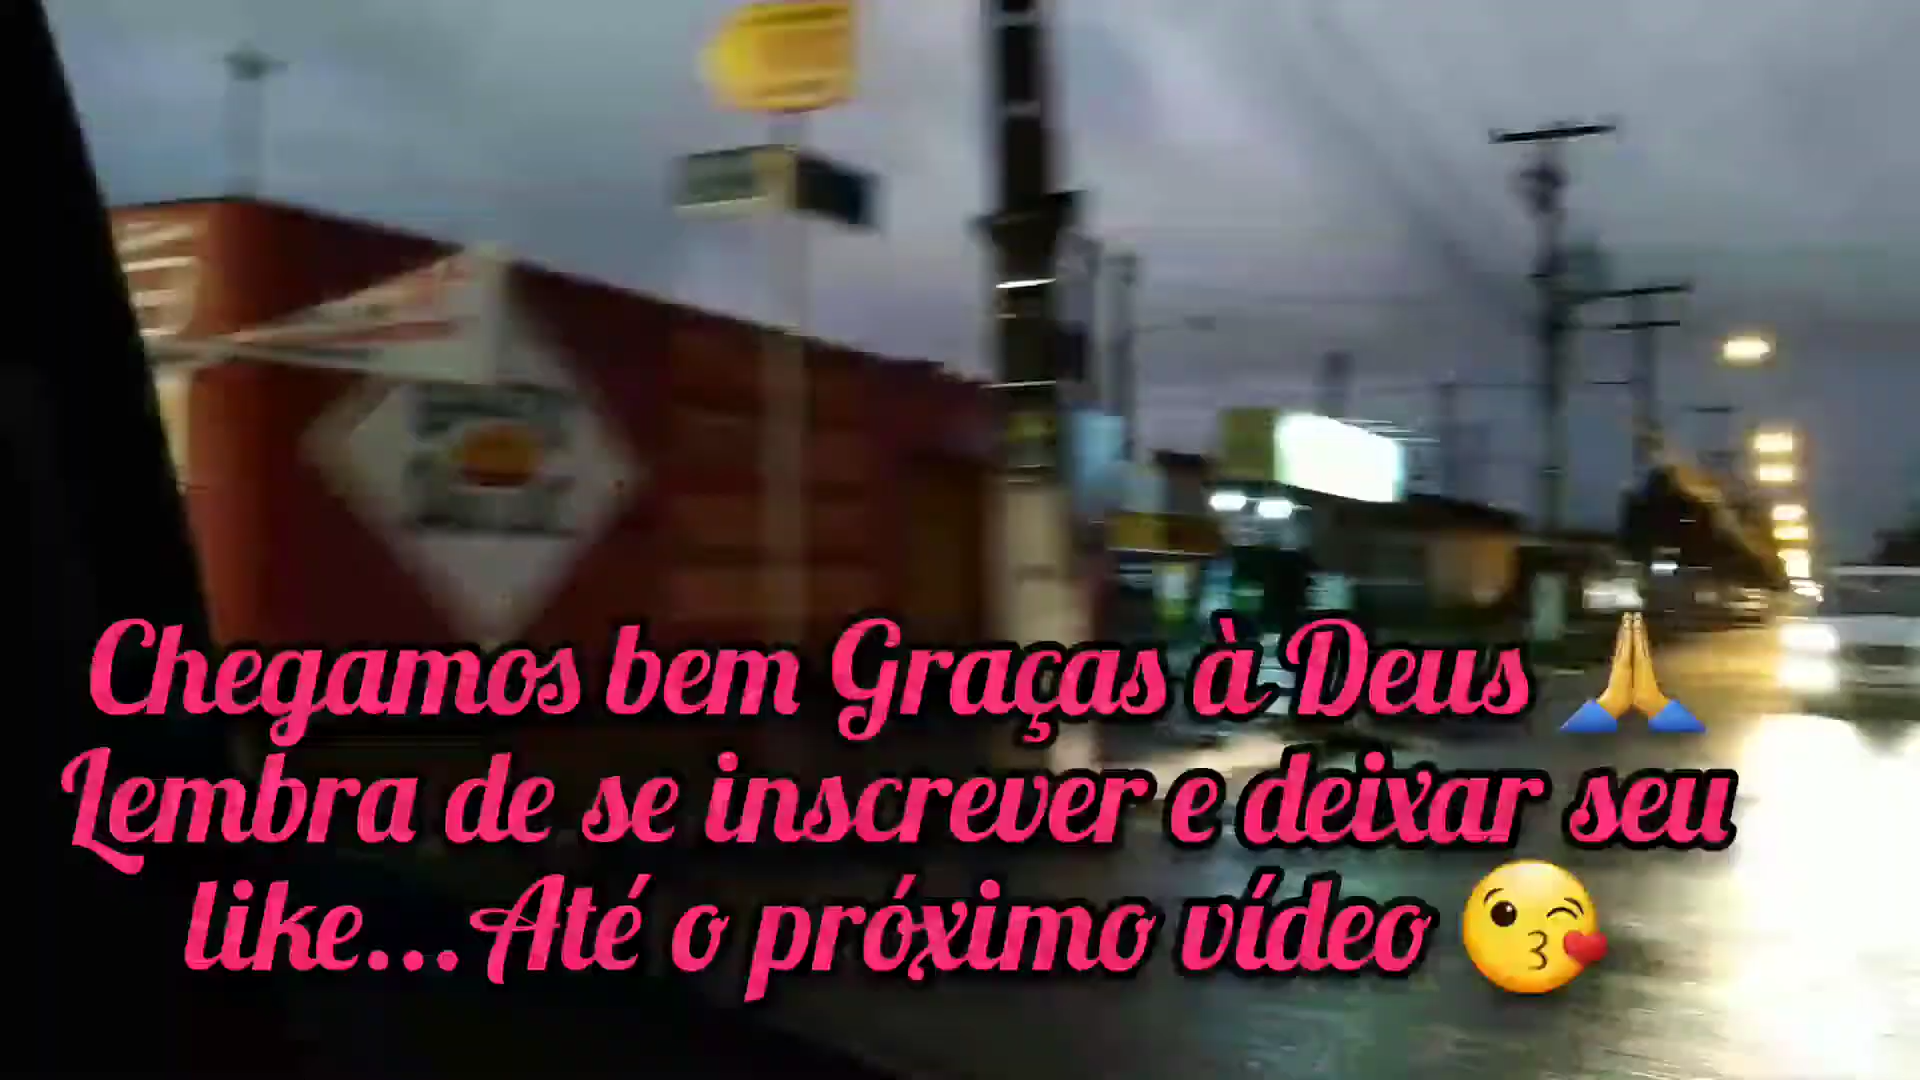 Chegamos bem Graças à Deus 🙏
Lembra de se inscrever e deixar seu
like...Até o próximo vídeo 😘